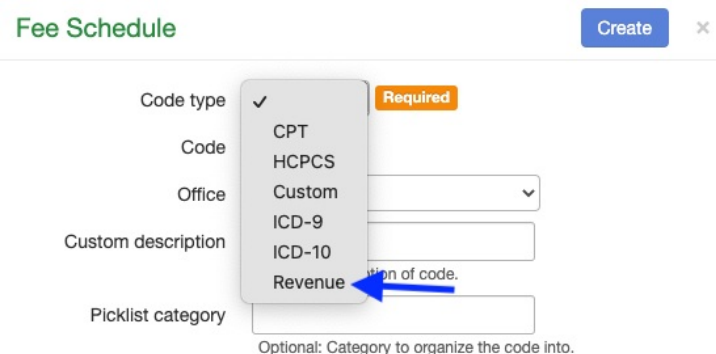 Fee Schedule Create ×
Code type ✓ Required
CPT
Code
HCPCS
Office Custom
ICD-9
Custom description
ICD-10
Revenue of code.
Picklist category
Optional: Category to organize the code into.